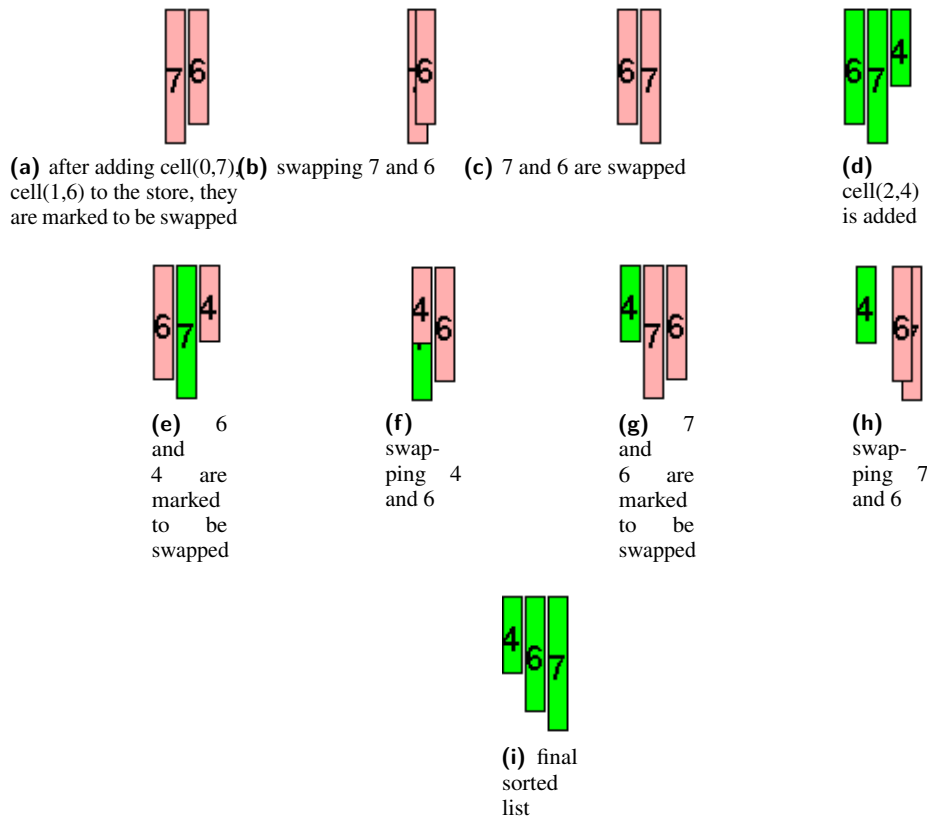 7 6
7 6
6 7
6 7 4
(a) after adding cell(0,7),
cell(1,6) to the store, they
are marked to be swapped
(b) swapping 7 and 6
(c) 7 and 6 are swapped
(d)
cell(2,4)
is added
6 7 4
4 6
4 7 6
4 6 7
(e) 6
and
4 are
marked
to be
swapped
(f)
swap-
ping 4
and 6
(g) 7
and
6 are
marked
to be
swapped
(h)
swap-
ping 7
and 6
4 6 7
(i) final
sorted
list